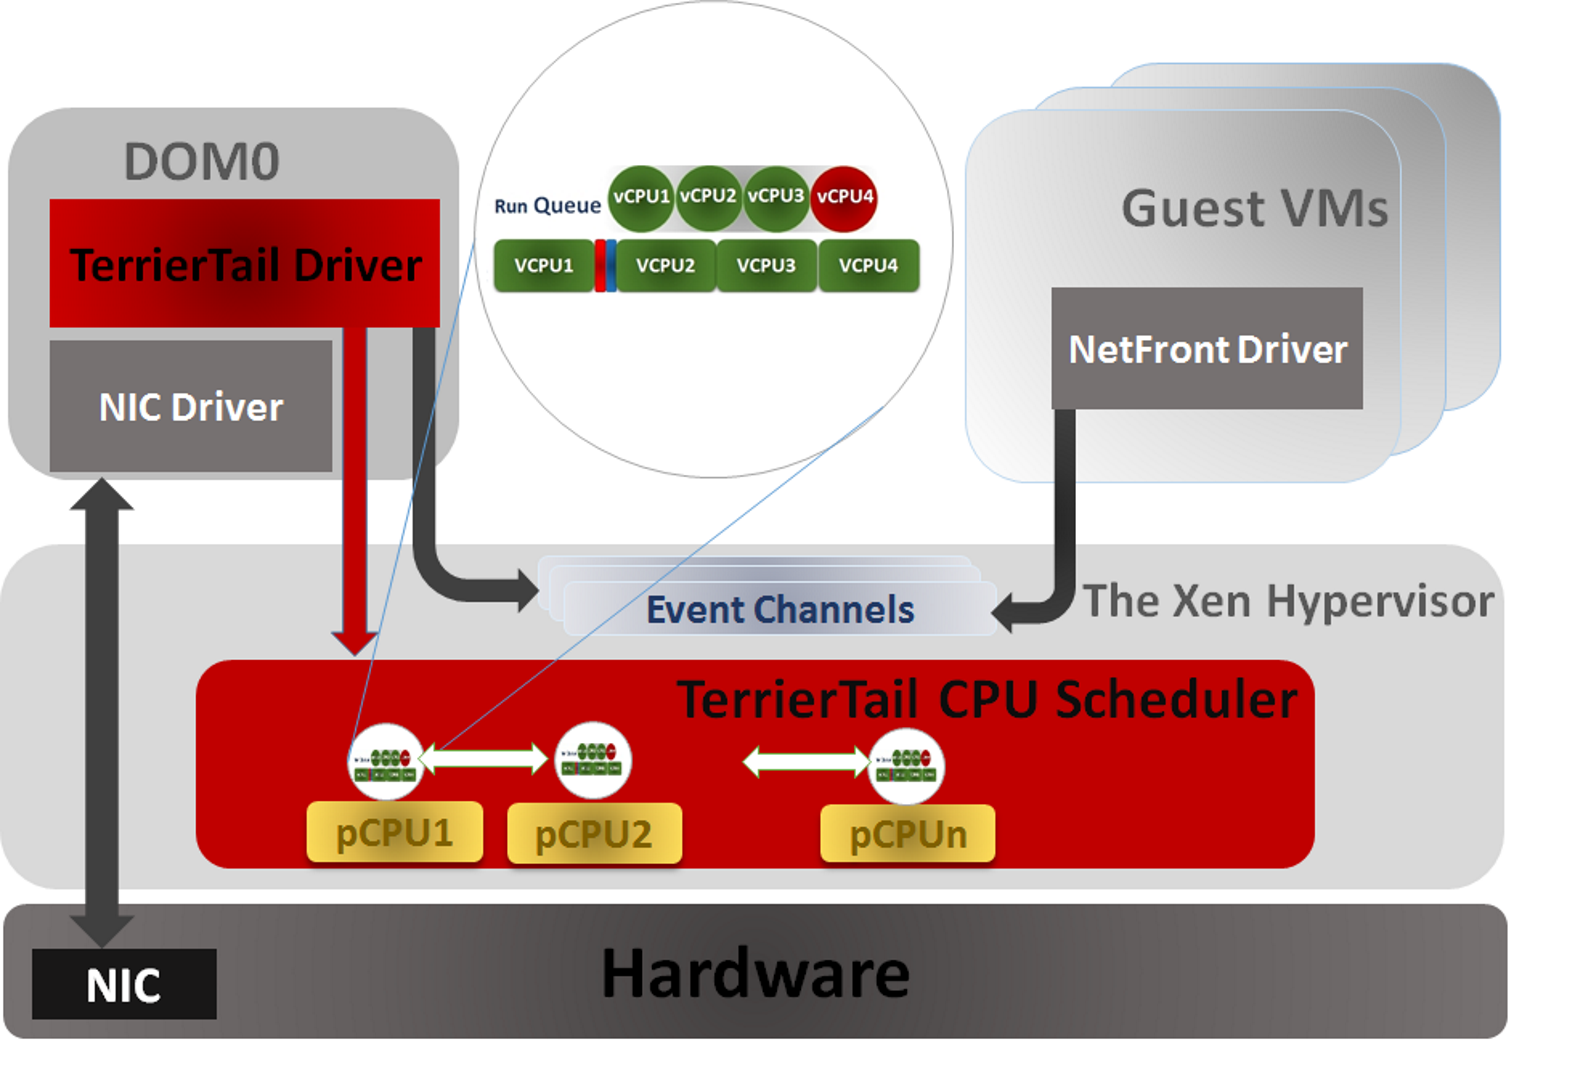 DOM0
TerrierTail Driver
NIC Driver
Run Queue
vCPU1 vCPU2 vCPU3 vCPU4
VCPU1 VCPU2 VCPU3 VCPU4
Guest VMs
NetFront Driver
Event Channels
The Xen Hypervisor
TerrierTail CPU Scheduler
pCPU1 pCPU2 pCPUn
Hardware
NIC